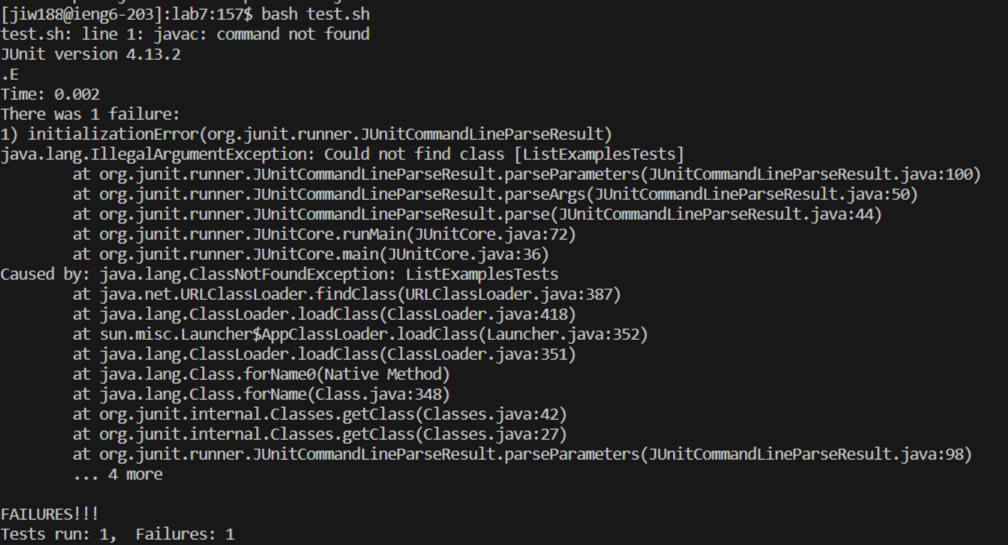 [jiw188@ieng6-203]:lab7:157$ bash test.sh
test.sh: line 1: javac: command not found
JUnit version 4.13.2
.E
Time: 0.002
There was 1 failure:
1) initializationError(org.junit.runner.JUnitCommandLineParseResult)
java.lang.IllegalArgumentException: Could not find class [ListExamplesTests]
        at org.junit.runner.JUnitCommandLineParseResult.parseParameters(JUnitCommandLineParseResult.java:100)
        at org.junit.runner.JUnitCommandLineParseResult.parseArgs(JUnitCommandLineParseResult.java:50)
        at org.junit.runner.JUnitCommandLineParseResult.parse(JUnitCommandLineParseResult.java:44)
        at org.junit.runner.JUnitCore.runMain(JUnitCore.java:72)
        at org.junit.runner.JUnitCore.main(JUnitCore.java:36)
Caused by: java.lang.ClassNotFoundException: ListExamplesTests
        at java.net.URLClassLoader.findClass(URLClassLoader.java:387)
        at java.lang.ClassLoader.loadClass(ClassLoader.java:418)
        at sun.misc.Launcher$AppClassLoader.loadClass(Launcher.java:352)
        at java.lang.ClassLoader.loadClass(ClassLoader.java:351)
        at java.lang.Class.forName0(Native Method)
        at java.lang.Class.forName(Class.java:348)
        at org.junit.internal.Classes.getClass(Classes.java:42)
        at org.junit.internal.Classes.getClass(Classes.java:27)
        at org.junit.runner.JUnitCommandLineParseResult.parseParameters(JUnitCommandLineParseResult.java:98)
        ... 4 more

FAILURES!!!
Tests run: 1,  Failures: 1